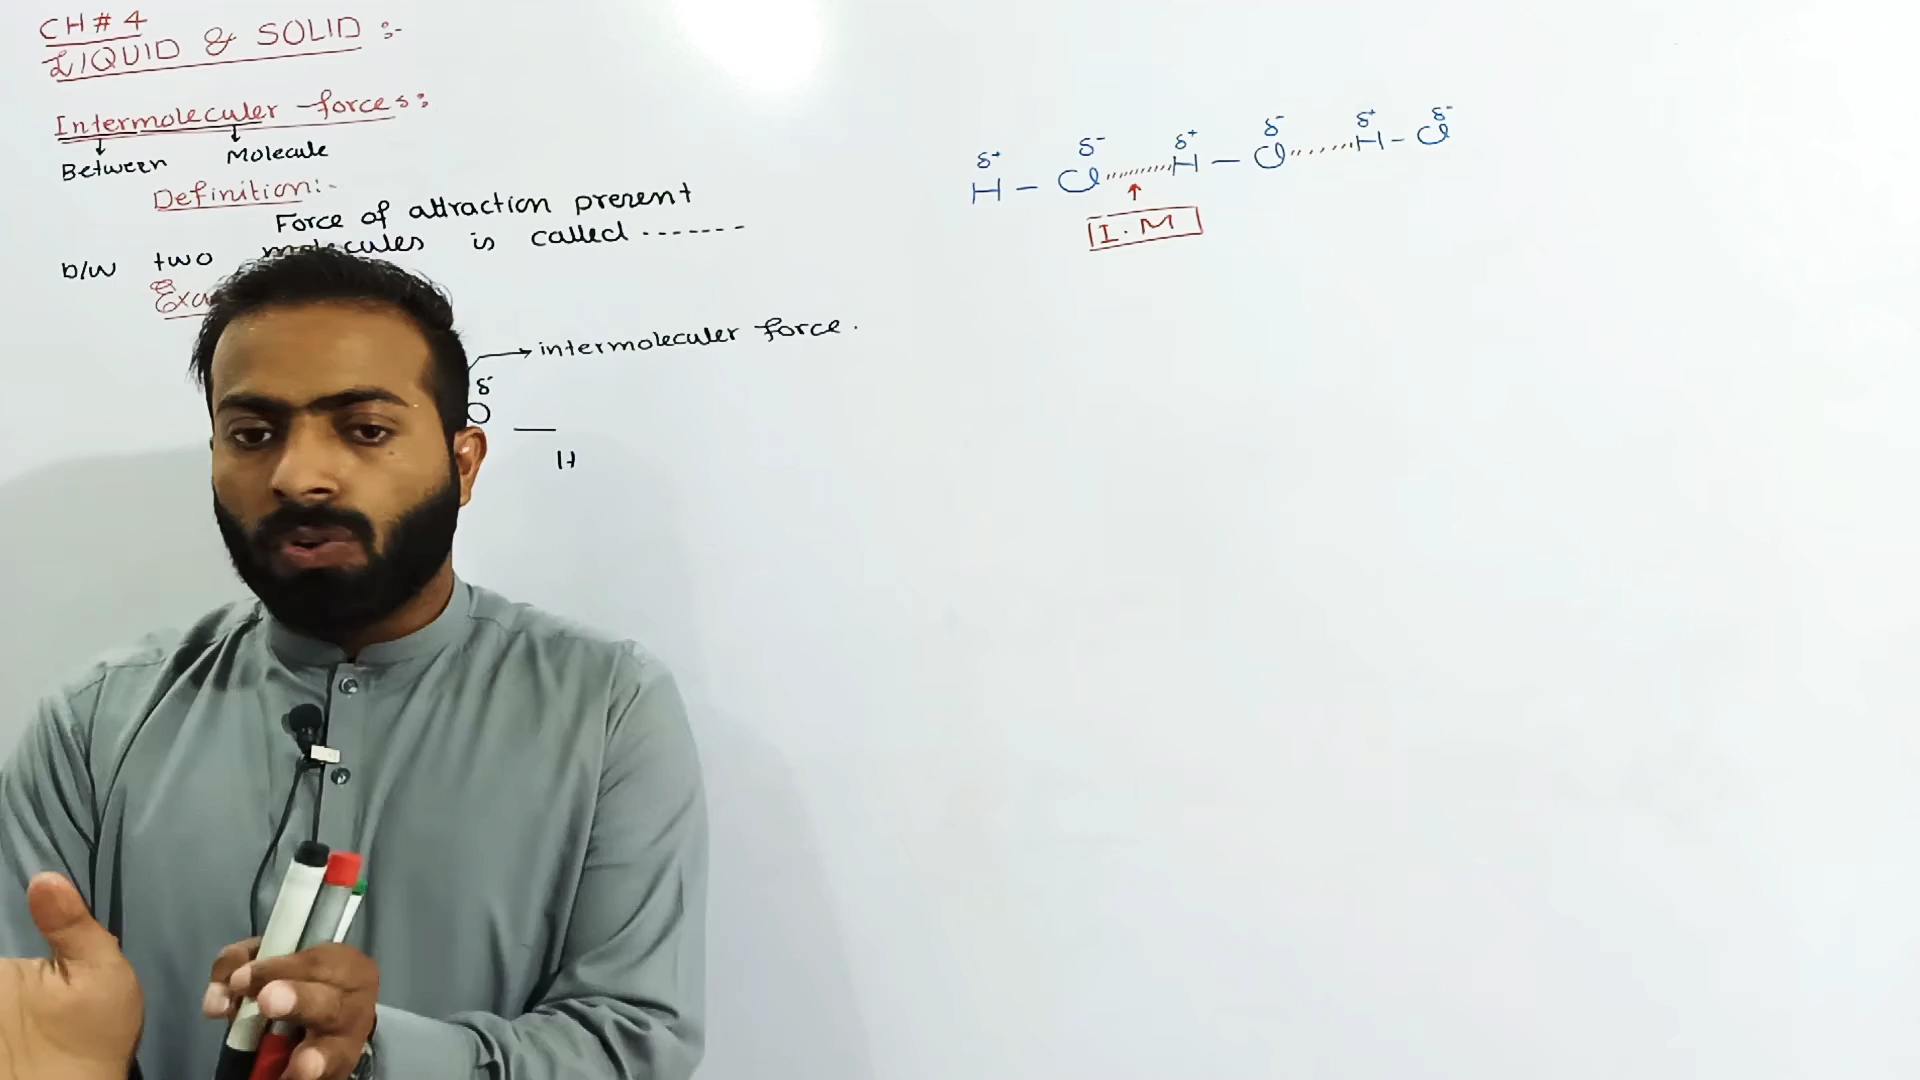 CH # 4
LIQUID & SOLID :-
Intermoleculer forces:
Between Molecule
Definition:-
Force of attraction present
b/w two molecules is called -------
intermoleculer force.
δ-
O
H
δ+ δ- δ+ δ- δ+ δ-
H - Cl ........ H - Cl ........ H - Cl
I.M